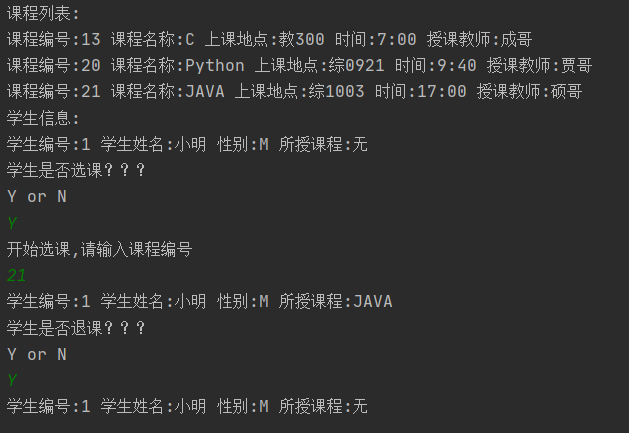 课程列表:
课程编号:13 课程名称:C 上课地点:教300 时间:7:00 授课教师:成哥
课程编号:20 课程名称:Python 上课地点:综0921 时间:9:40 授课教师:贾哥
课程编号:21 课程名称:JAVA 上课地点:综1003 时间:17:00 授课教师:硕哥
学生信息:
学生编号:1 学生姓名:小明 性别:M 所授课程:无
学生是否选课？？？
Y or N
Y
开始选课,请输入课程编号
21
学生编号:1 学生姓名:小明 性别:M 所授课程:JAVA
学生是否退课？？？
Y or N
Y
学生编号:1 学生姓名:小明 性别:M 所授课程:无